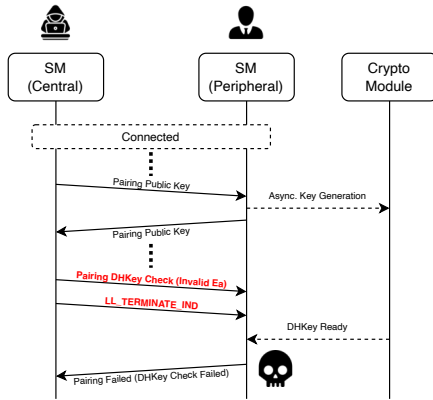 SM
(Central)
SM
(Peripheral)
Crypto
Module
Connected
Pairing Public Key
Async. Key Generation
Pairing Public Key
Pairing DHKey Check (Invalid Ea)
LL_TERMINATE_IND
DHKey Ready
Pairing Failed (DHKey Check Failed)